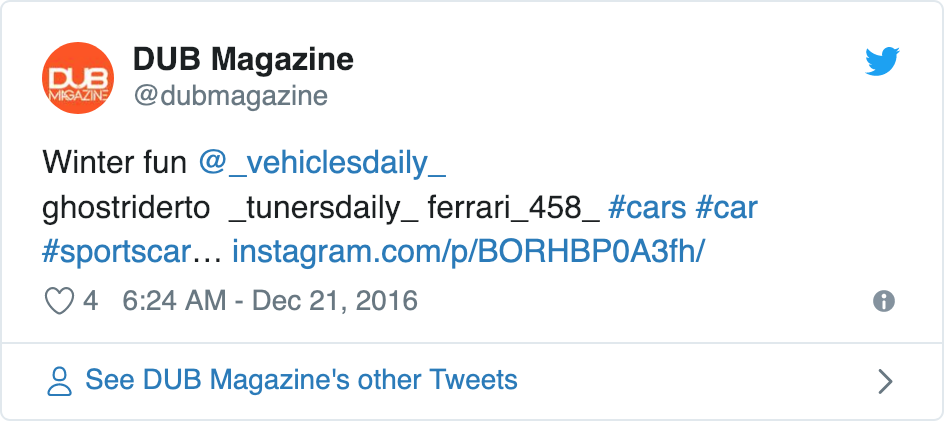 DUB MAGAZINE
DUB Magazine
@dubmagazine
Winter fun @_vehiclesdaily_
ghostriderto _tunersdaily_ ferrari_458_ #cars #car
#sportscar… instagram.com/p/BORHBP0A3fh/
4 6:24 AM - Dec 21, 2016
See DUB Magazine's other Tweets